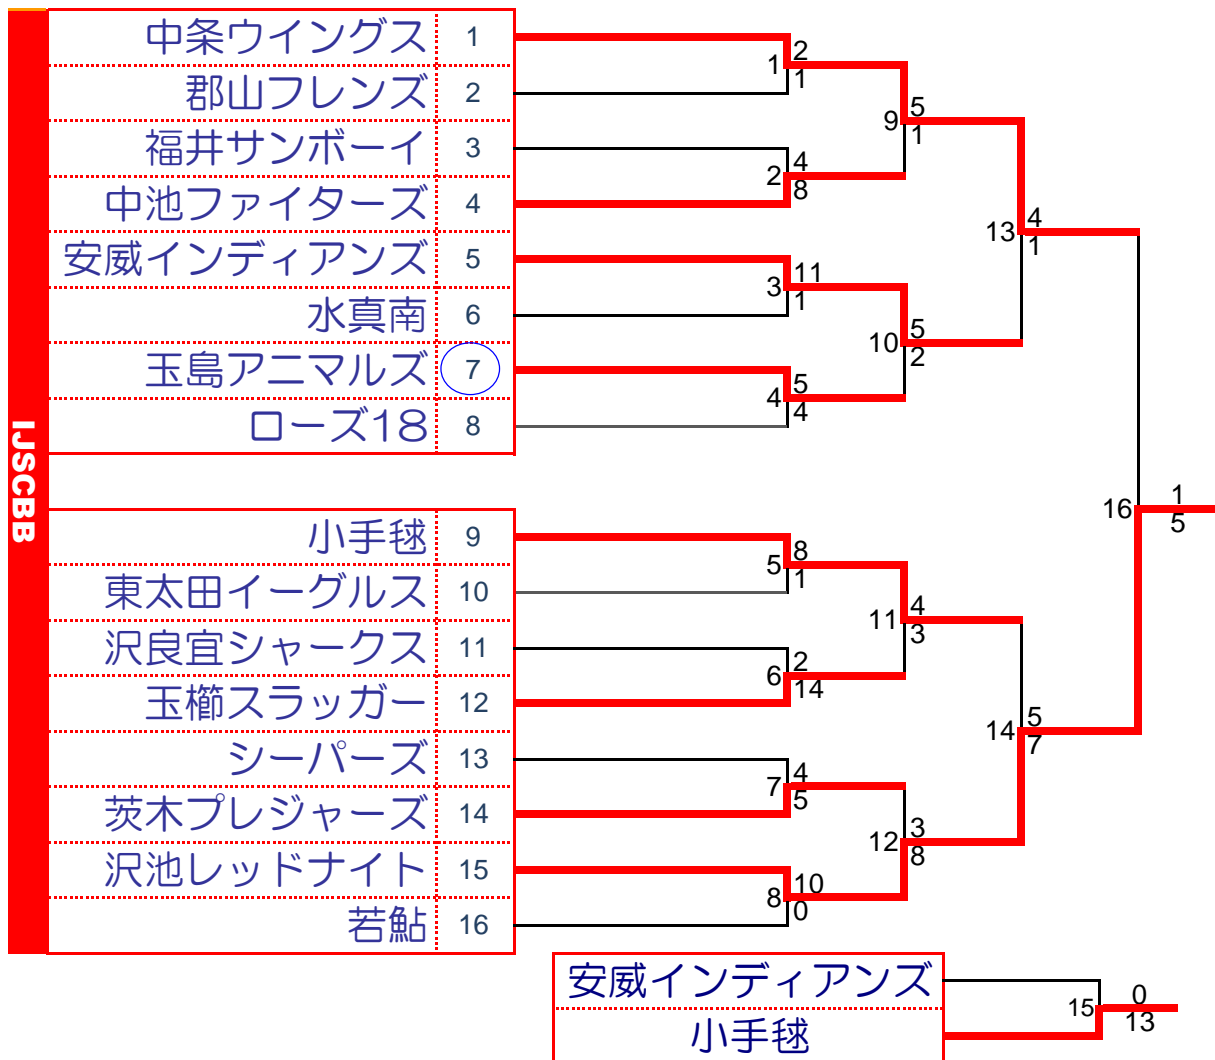 IJSCBB
中条ウイングス 1
郡山フレンズ 2
福井サンボーイ 3
中池ファイターズ 4
安威インディアンズ 5
水真南 6
玉島アニマルズ 7
ローズ18 8
小手毬 9
東太田イーグルス 10
沢良宜シャークス 11
玉櫛スラッガー 12
シーパーズ 13
茨木プレジャーズ 14
沢池レッドナイト 15
若鮎 16
1 2
1
2 4
8
3 11
1
4 5
4
5 8
1
6 2
14
7 4
5
8 10
0
9 5
1
10 5
2
11 4
3
12 3
8
13 4
1
14 5
7
16 1
5
安威インディアンズ
小手毬
15 0
13